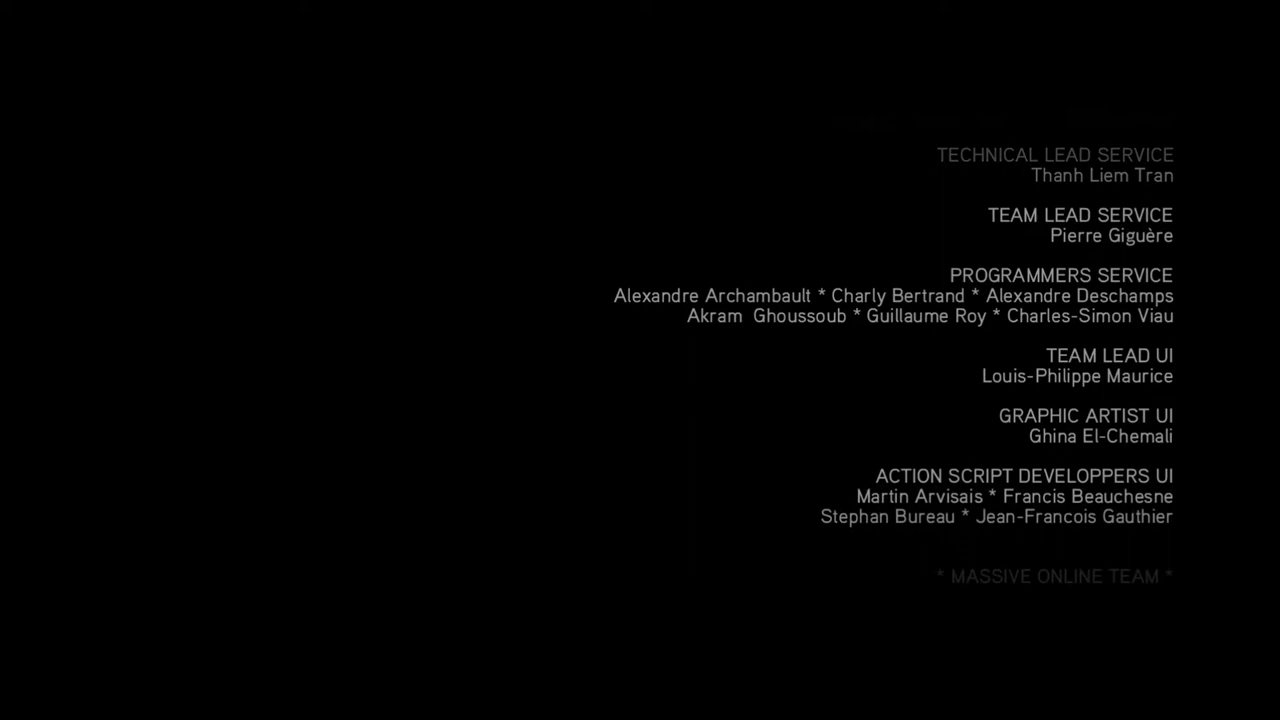 TECHNICAL LEAD SERVICE
Thanh Liem Tran
TEAM LEAD SERVICE
Pierre Giguère
PROGRAMMERS SERVICE
Alexandre Archambault * Charly Bertrand * Alexandre Deschamps
Akram  Ghoussoub * Guillaume Roy * Charles-Simon Viau
TEAM LEAD UI
Louis-Philippe Maurice
GRAPHIC ARTIST UI
Ghina El-Chemali
ACTION SCRIPT DEVELOPPERS UI
Martin Arvisais * Francis Beauchesne
Stephan Bureau * Jean-Francois Gauthier
* MASSIVE ONLINE TEAM *